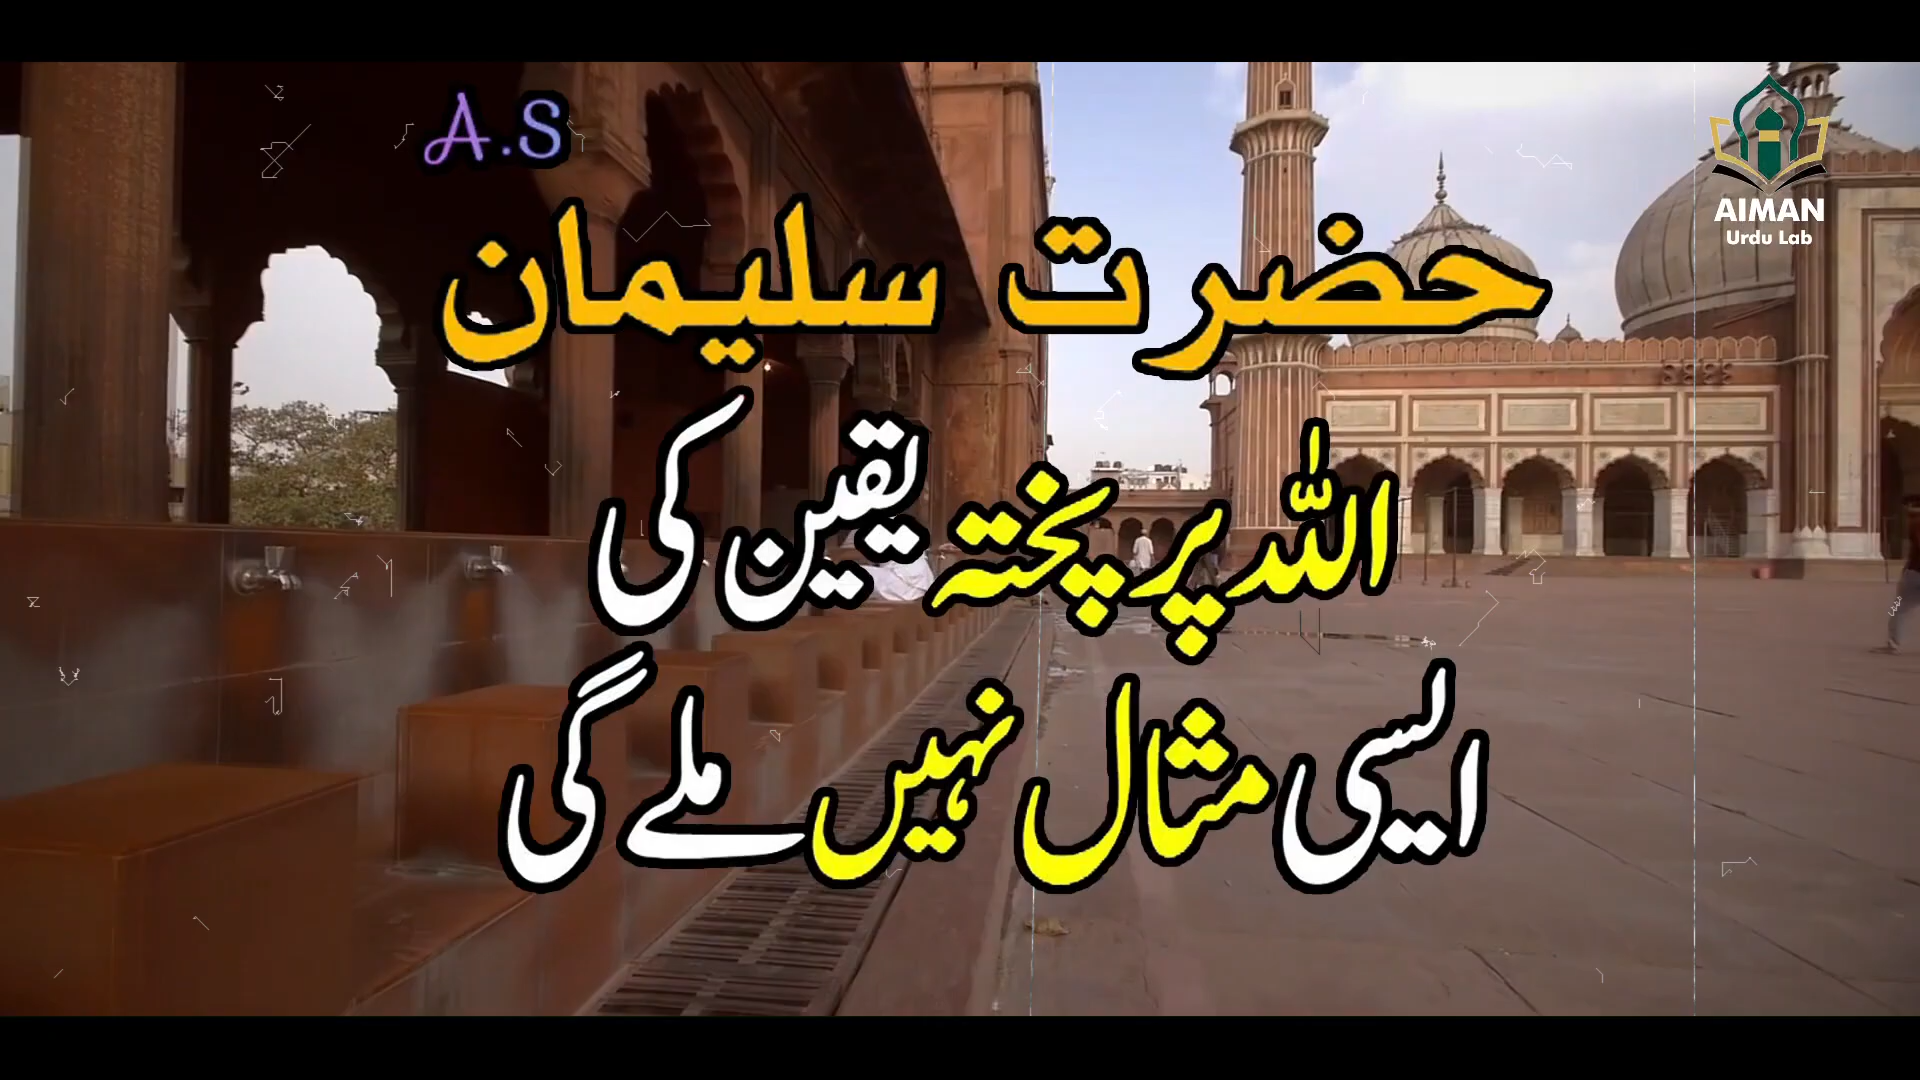 A.S
AIMAN
Urdu Lab
حضرت سلیمان
اللہ پر پختہ یقین کی
ایسی مثال نہیں ملے گی